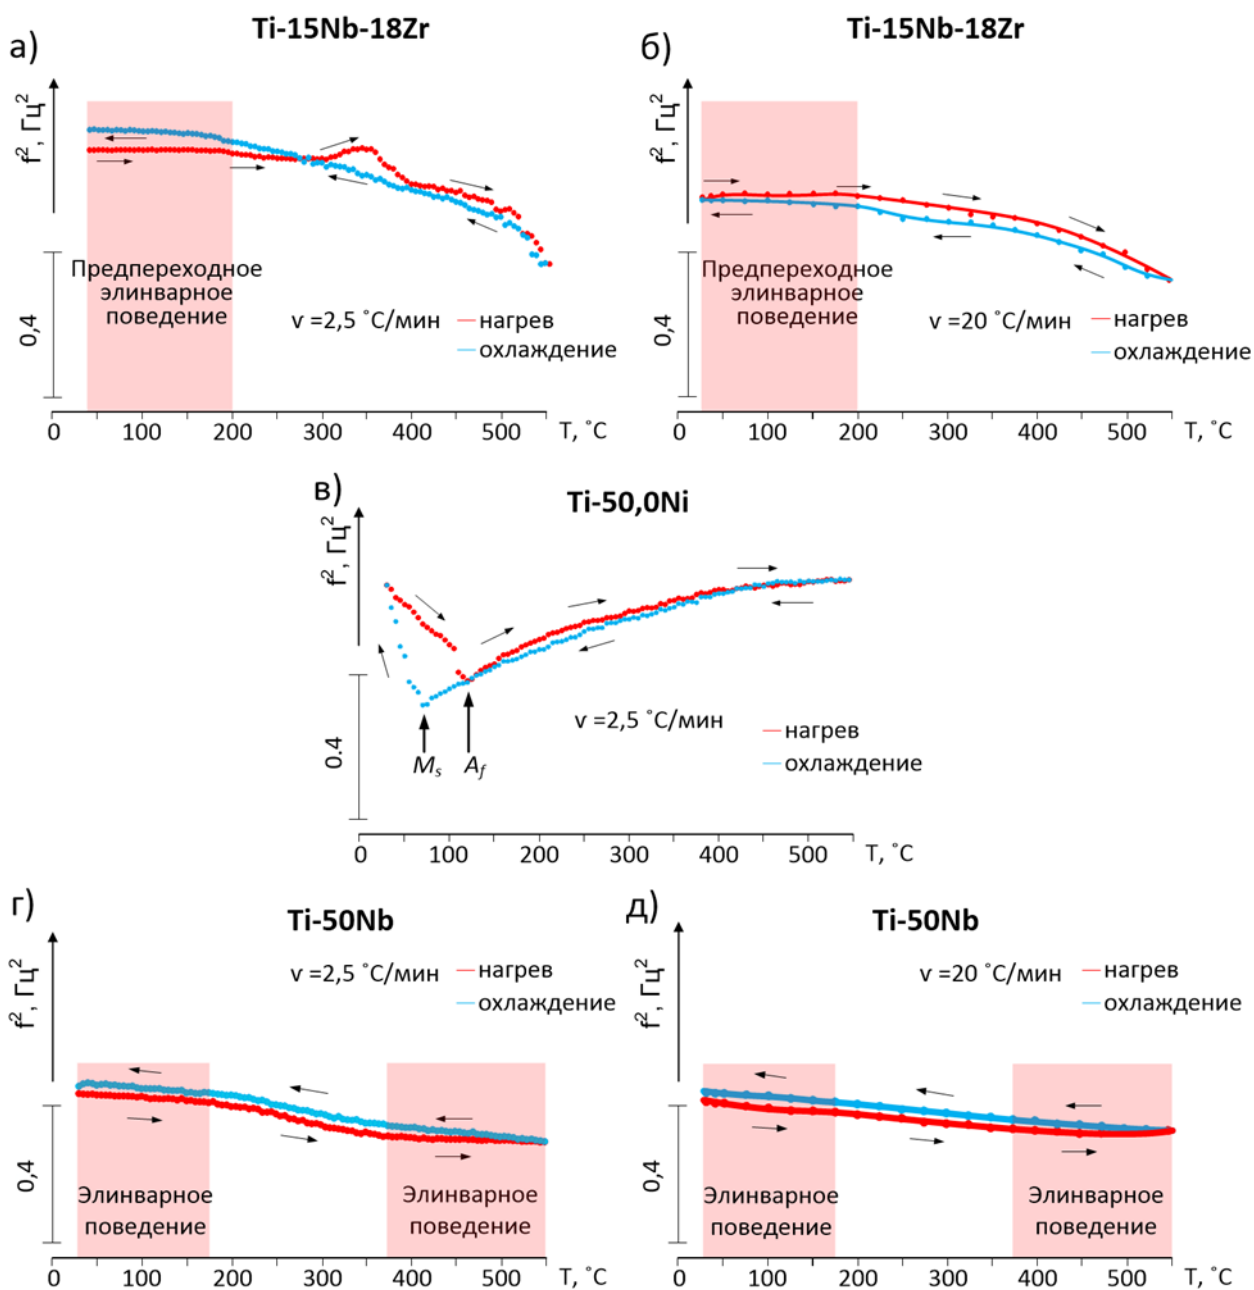 а)
Ti-15Nb-18Zr
f², Гц²
Предпереходное
элинварное
поведение
0,4
v =2,5 ˚С/мин
нагрев
охлаждение
0 100 200 300 400 500 T, ˚C
б)
Ti-15Nb-18Zr
f², Гц²
Предпереходное
элинварное
поведение
0,4
v =20 ˚С/мин
нагрев
охлаждение
0 100 200 300 400 500 T, ˚C
в)
Ti-50,0Ni
f², Гц²
0.4
v =2,5 ˚С/мин
нагрев
охлаждение
Ms Af
0 100 200 300 400 500 T, ˚C
г)
Ti-50Nb
f², Гц²
v =2,5 ˚С/мин
нагрев
охлаждение
0,4
Элинварное
поведение
Элинварное
поведение
0 100 200 300 400 500 T, ˚C
д)
Ti-50Nb
f², Гц²
v =20 ˚С/мин
нагрев
охлаждение
0,4
Элинварное
поведение
Элинварное
поведение
0 100 200 300 400 500 T, ˚C